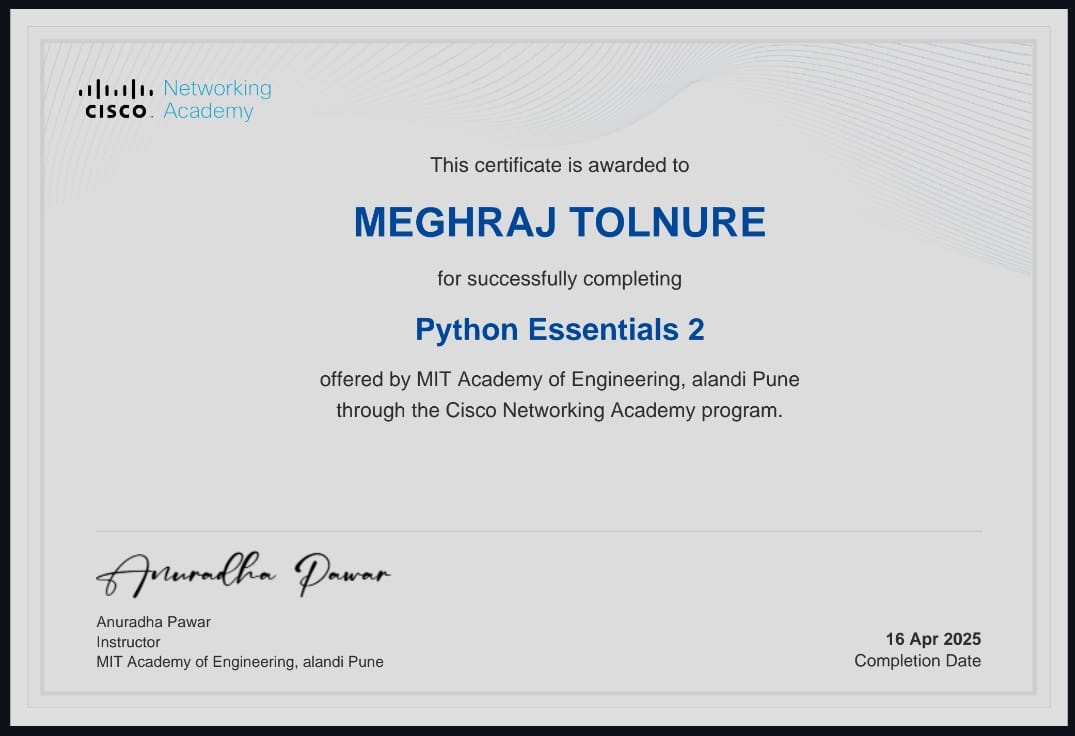 CISCO. Networking
Academy
This certificate is awarded to
MEGHRAJ TOLNURE
for successfully completing
Python Essentials 2
offered by MIT Academy of Engineering, alandi Pune
through the Cisco Networking Academy program.
Anuradha Pawar
Anuradha Pawar
Instructor
MIT Academy of Engineering, alandi Pune
16 Apr 2025
Completion Date